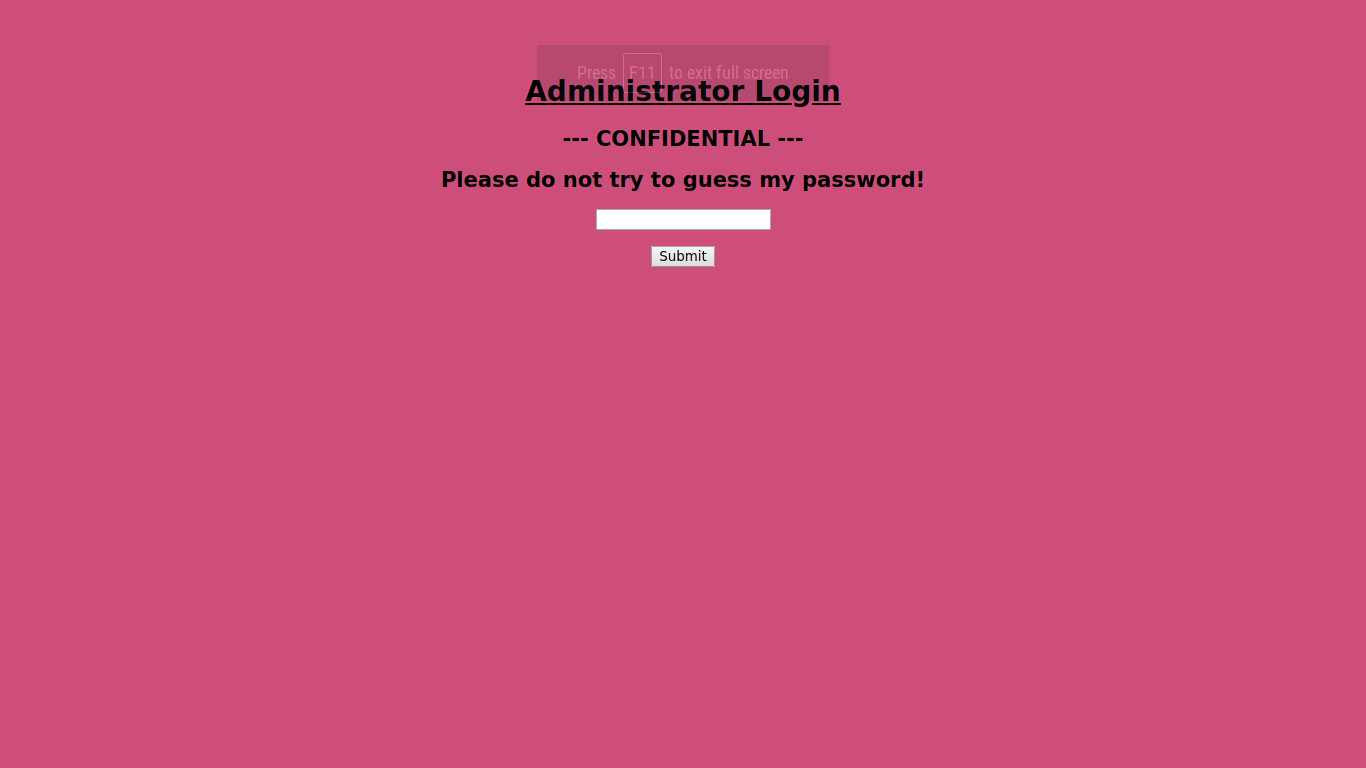 Press F11 to exit full screen
Administrator Login
--- CONFIDENTIAL ---
Please do not try to guess my password!
Submit